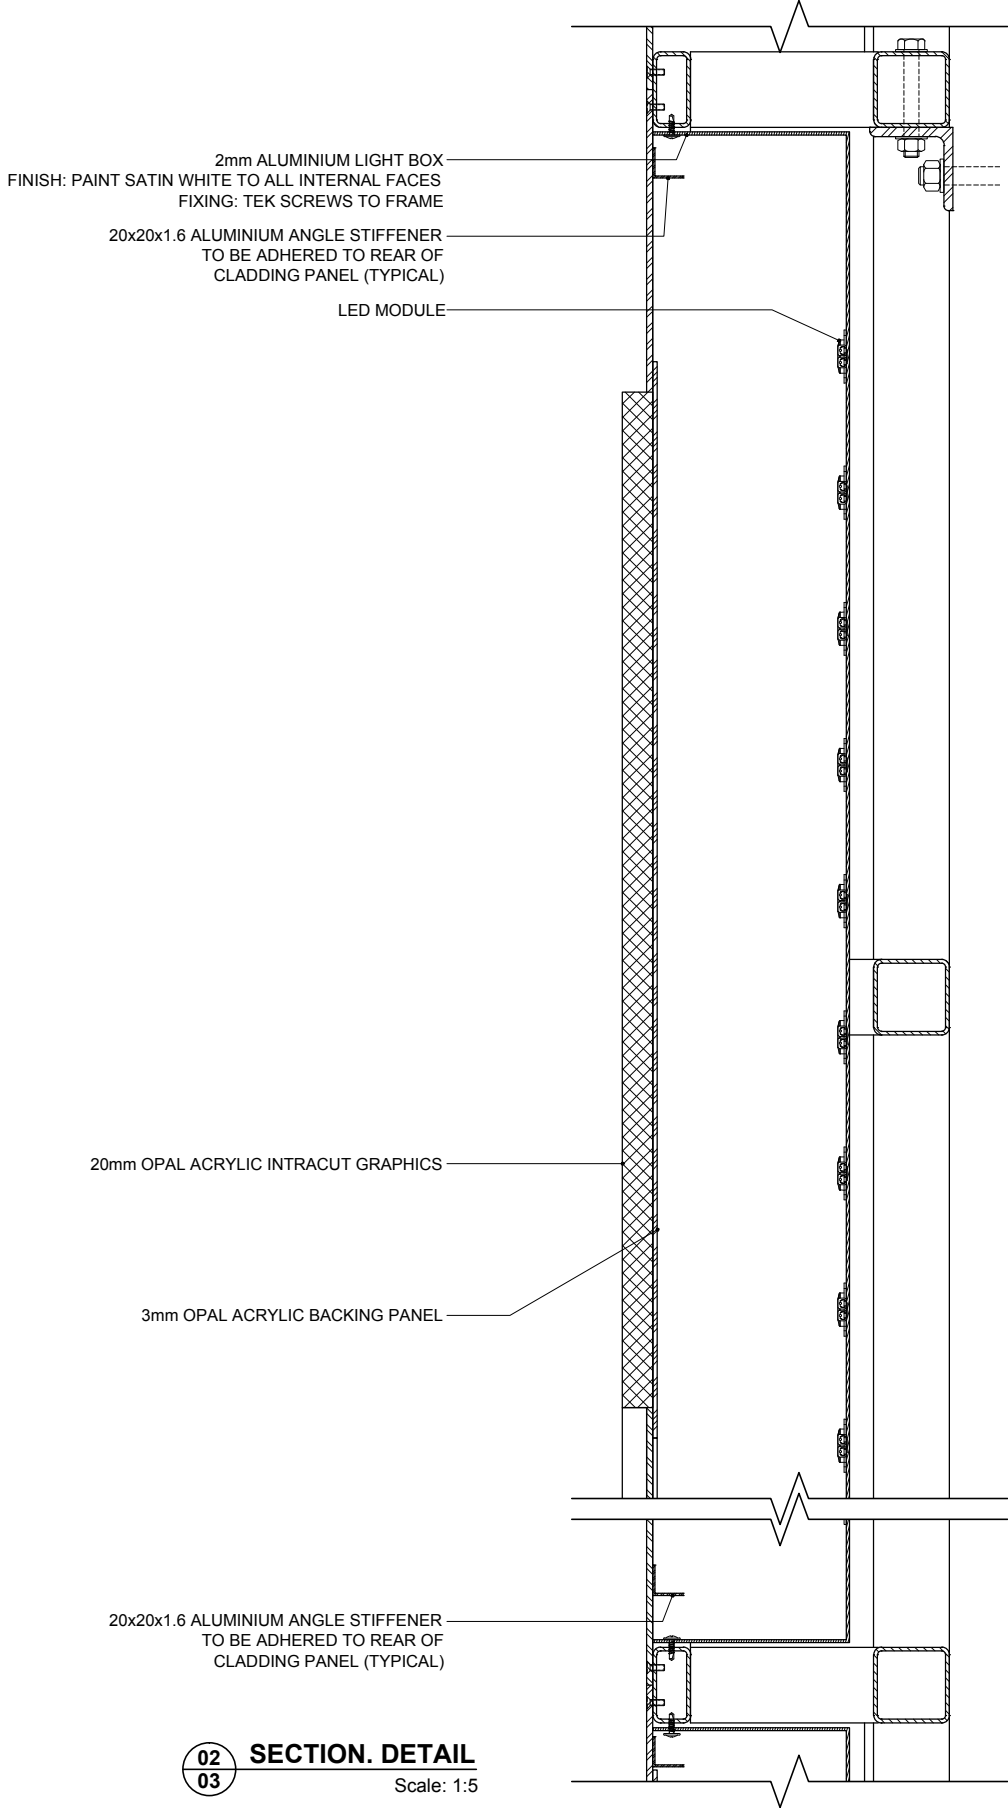 2mm ALUMINIUM LIGHT BOX
FINISH: PAINT SATIN WHITE TO ALL INTERNAL FACES
FIXING: TEK SCREWS TO FRAME
20x20x1.6 ALUMINIUM ANGLE STIFFENER
TO BE ADHERED TO REAR OF
CLADDING PANEL (TYPICAL)
LED MODULE
20mm OPAL ACRYLIC INTRACUT GRAPHICS
3mm OPAL ACRYLIC BACKING PANEL
20x20x1.6 ALUMINIUM ANGLE STIFFENER
TO BE ADHERED TO REAR OF
CLADDING PANEL (TYPICAL)
02
03
SECTION. DETAIL
Scale: 1:5